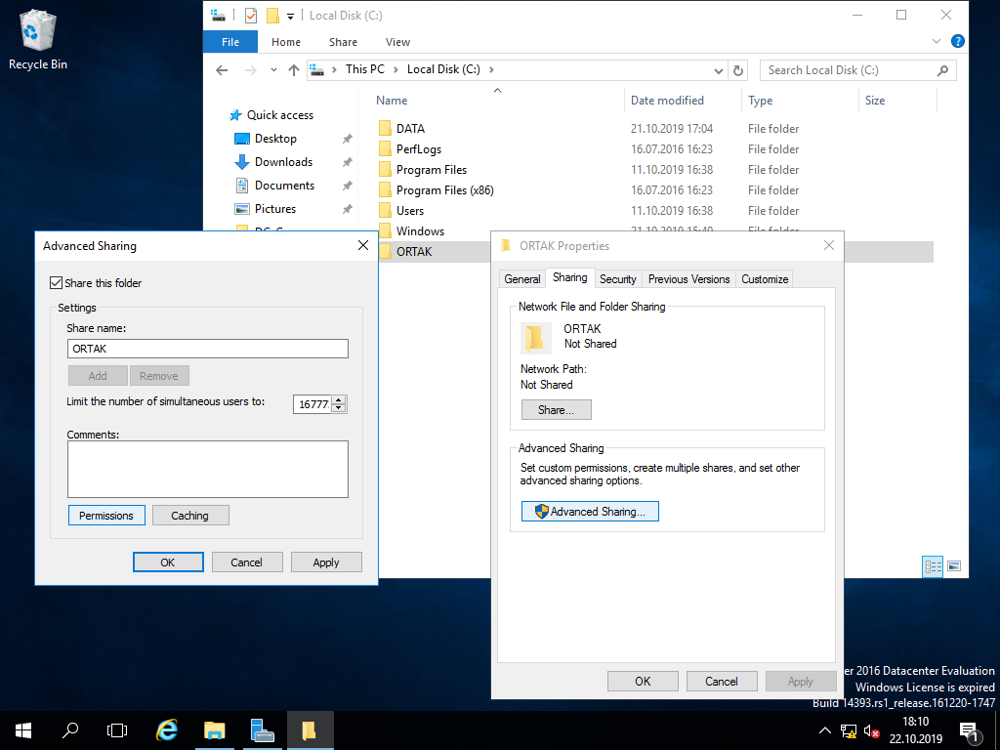 Recycle Bin
Local Disk (C:)
File Home Share View
This PC Local Disk (C:)
Search Local Disk (C:)
Name Date modified Type Size
Quick access
Desktop
Downloads
Documents
Pictures
DATA 21.10.2019 17:04 File folder
PerfLogs 16.07.2016 16:23 File folder
Program Files 11.10.2019 16:38 File folder
Program Files (x86) 16.07.2016 16:23 File folder
Users 11.10.2019 16:38 File folder
Windows
ORTAK
Advanced Sharing
Share this folder
Settings
Share name:
ORTAK
Add Remove
Limit the number of simultaneous users to: 16777
Comments:
Permissions Caching
OK Cancel Apply
ORTAK Properties
General Sharing Security Previous Versions Customize
Network File and Folder Sharing
ORTAK
Not Shared
Network Path:
Not Shared
Share...
Advanced Sharing
Set custom permissions, create multiple shares, and set other
advanced sharing options.
Advanced Sharing...
OK Cancel Apply
er 2016 Datacenter Evaluation
Windows License is expired
Build 14393.rs1_release.161220-1747
18:10
22.10.2019
1